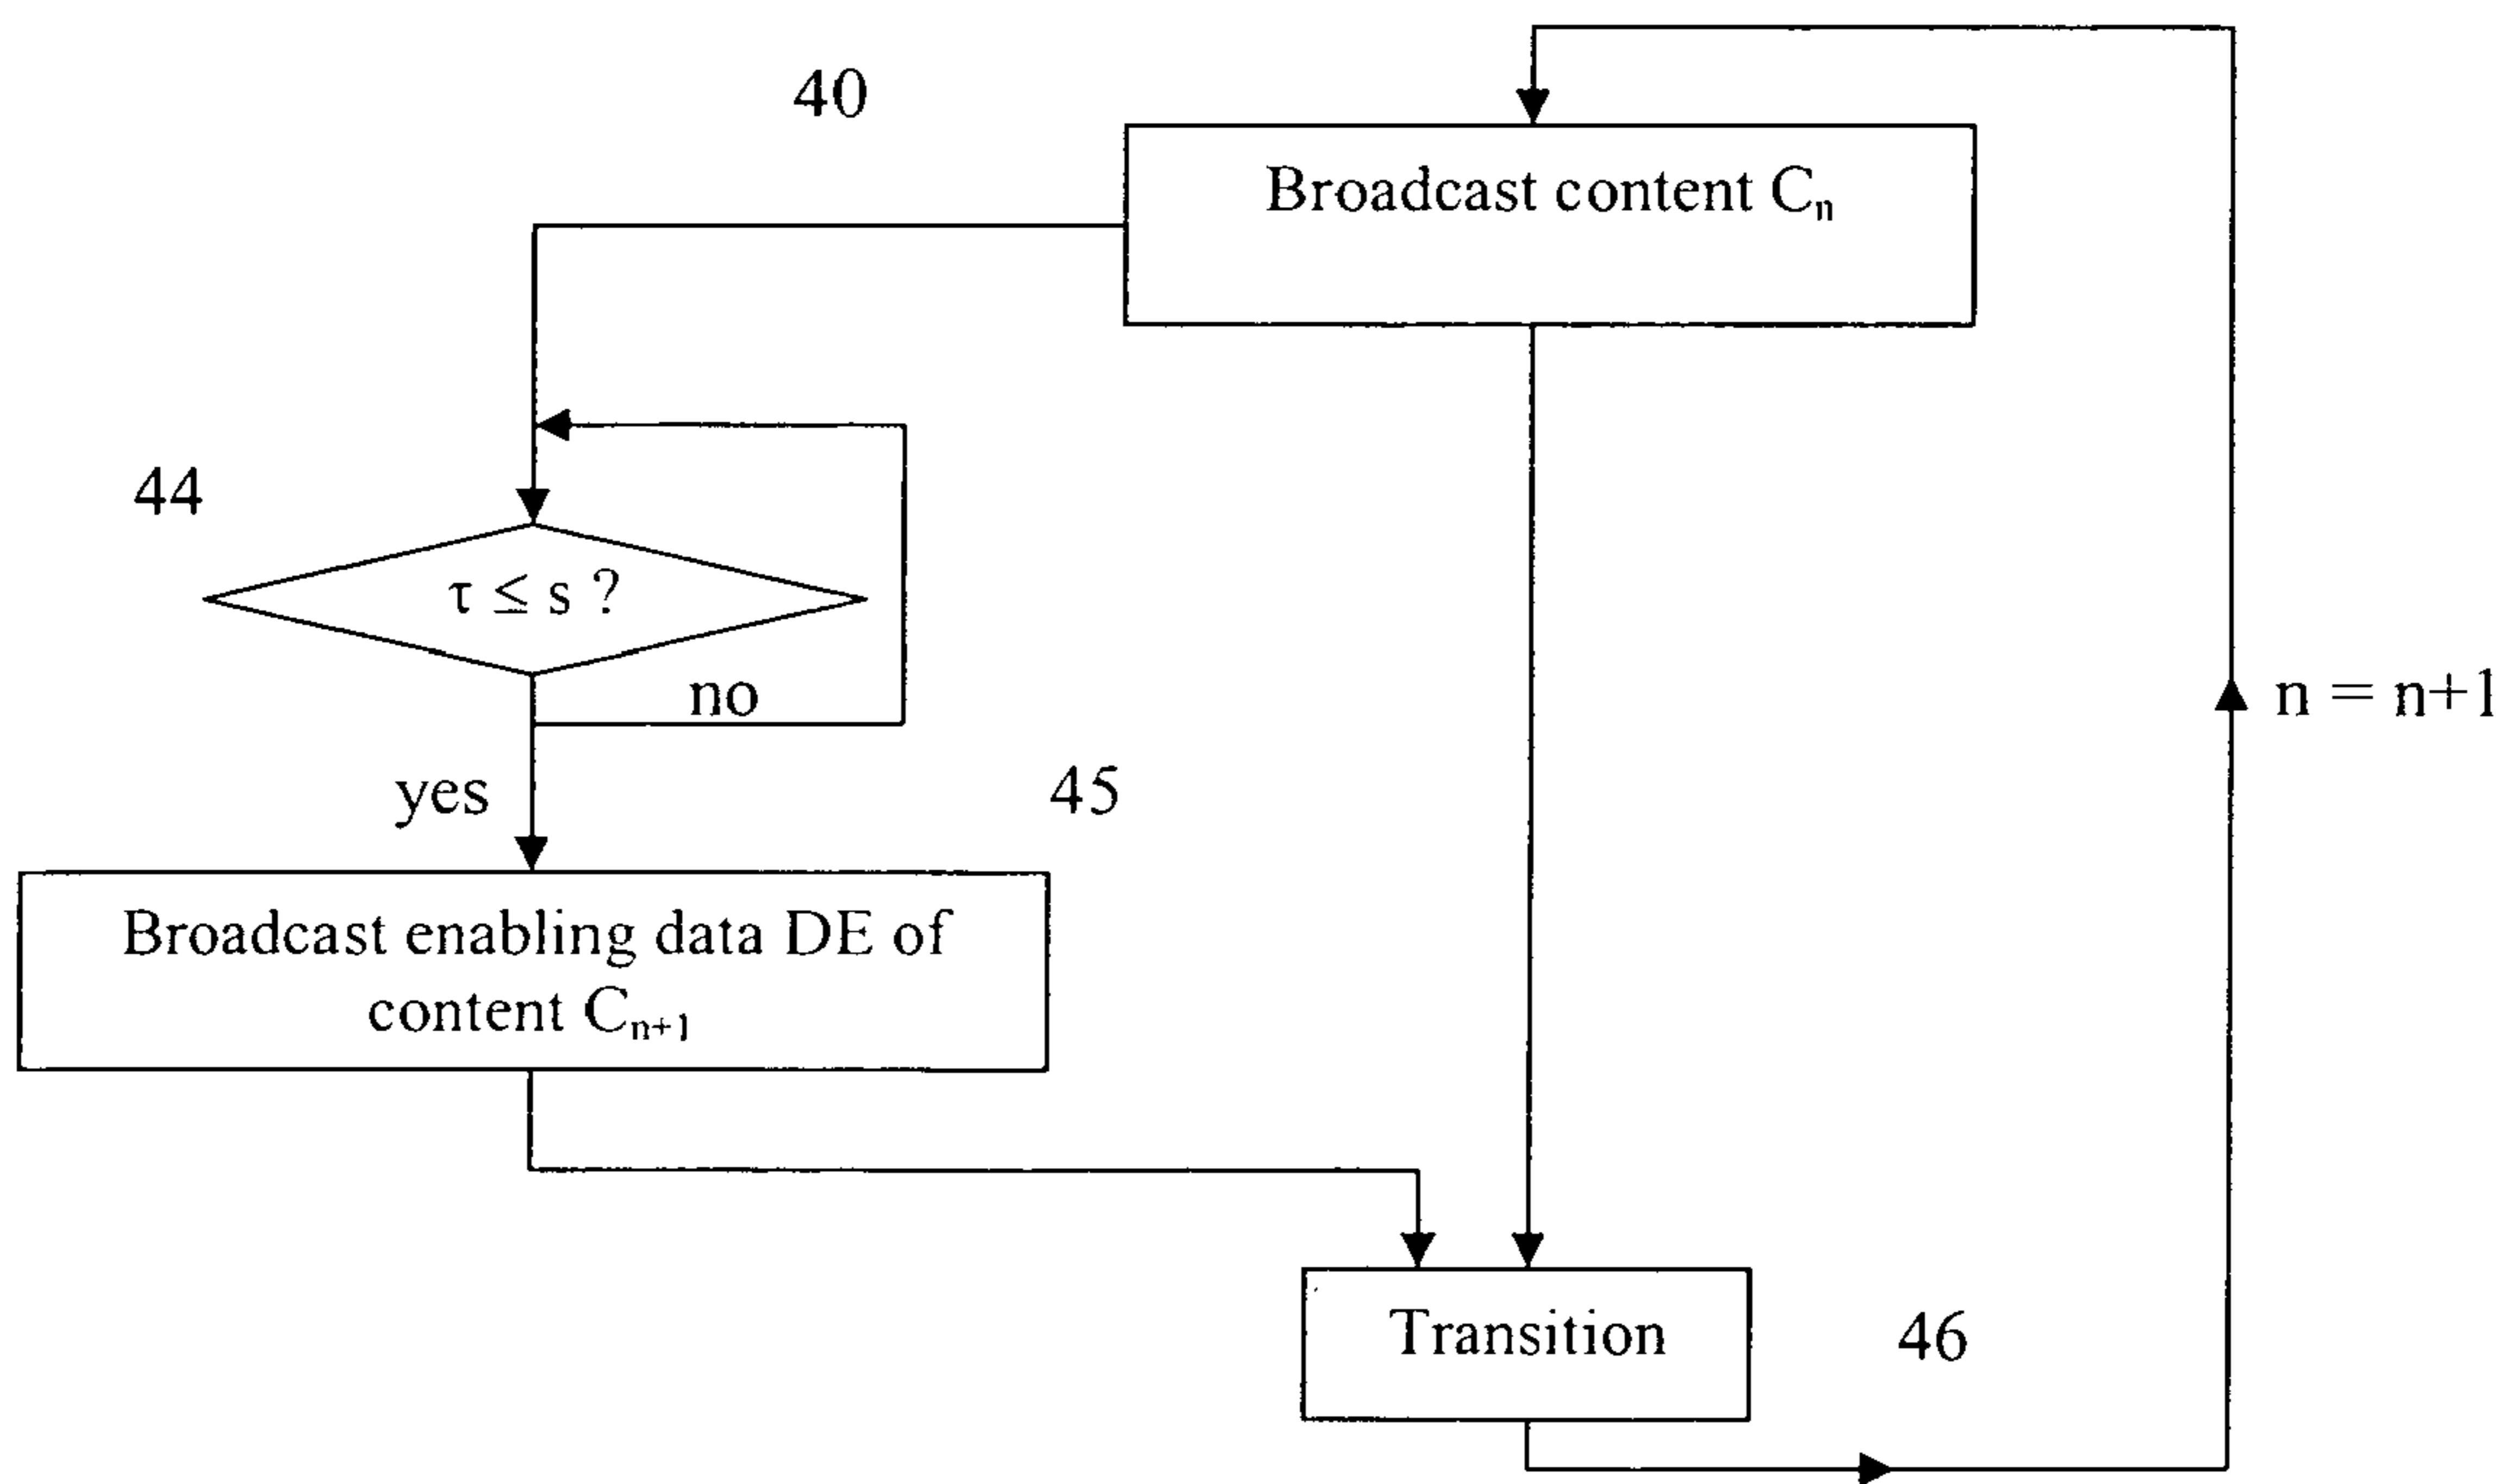 40
Broadcast content Cₙ
44
τ ≤ s ?
no
n = n+1
yes
45
Broadcast enabling data DE of
content Cₙ₊₁
Transition
46